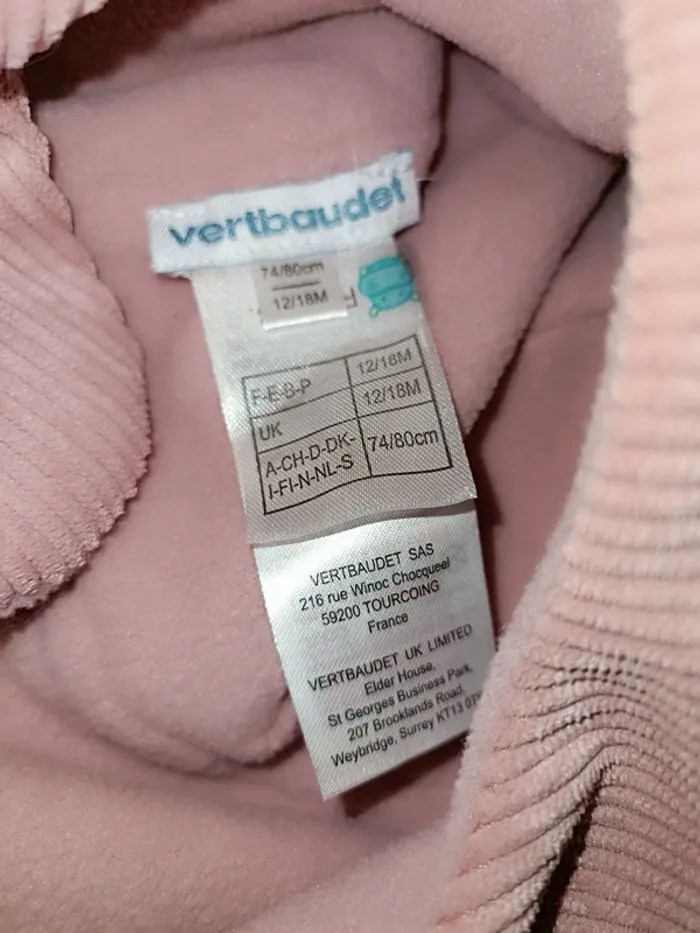 vertbaudet
74/80cm
12/18M
F-E-B-P 12/18M
UK 12/18M
A-CH-D-DK-
I-FI-N-NL-S 74/80cm
VERTBAUDET SAS
216 rue Winoc Chocqueel
59200 TOURCOING
France
VERTBAUDET UK LIMITED
Elder House,
St Georges Business Park,
207 Brooklands Road,
Weybridge, Surrey KT13